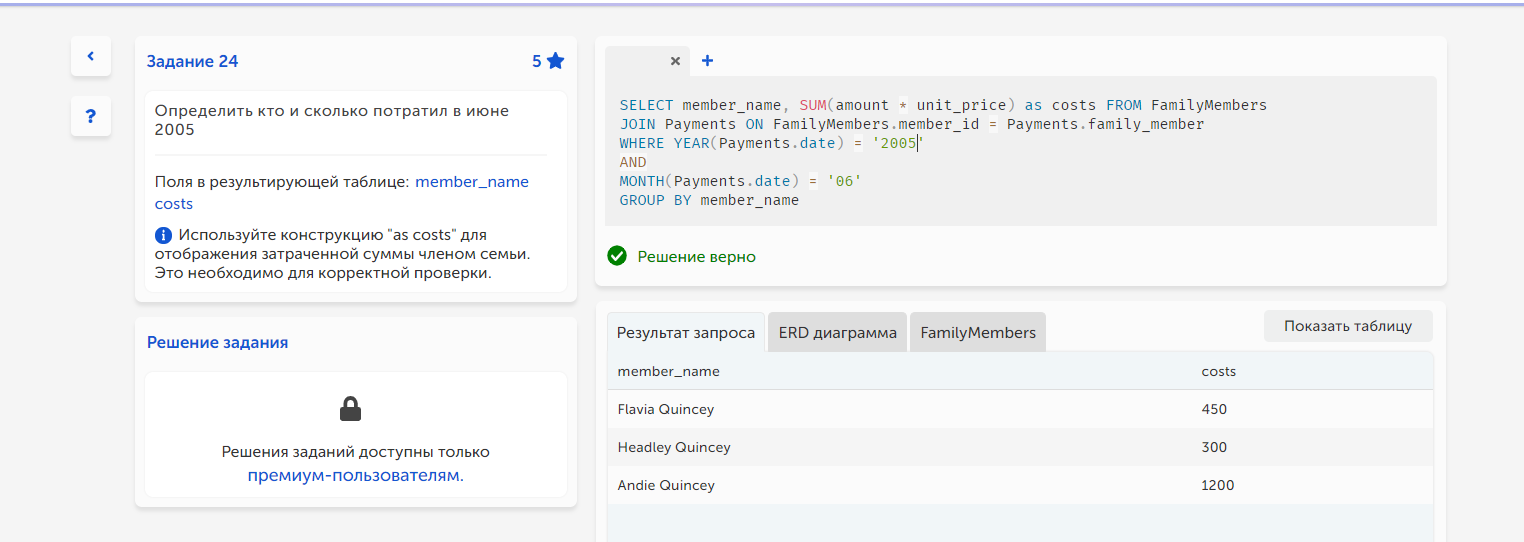 Задание 24
5
Определить кто и сколько потратил в июне
2005
Поля в результирующей таблице: member_name
costs
Используйте конструкцию "as costs" для
отображения затраченной суммы членом семьи.
Это необходимо для корректной проверки.
Решение задания
Решения заданий доступны только
премиум-пользователям.
SELECT member_name, SUM(amount * unit_price) as costs FROM FamilyMembers
JOIN Payments ON FamilyMembers.member_id = Payments.family_member
WHERE YEAR(Payments.date) = '2005'
AND
MONTH(Payments.date) = '06'
GROUP BY member_name
Решение верно
Результат запроса ERD диаграмма FamilyMembers Показать таблицу
member_name costs
Flavia Quincey 450
Headley Quincey 300
Andie Quincey 1200